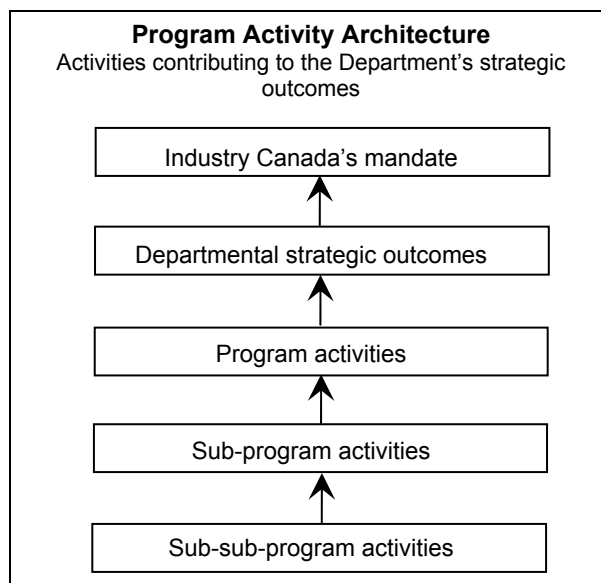 Program Activity Architecture
Activities contributing to the Department’s strategic
outcomes
Industry Canada’s mandate
Departmental strategic outcomes
Program activities
Sub-program activities
Sub-sub-program activities